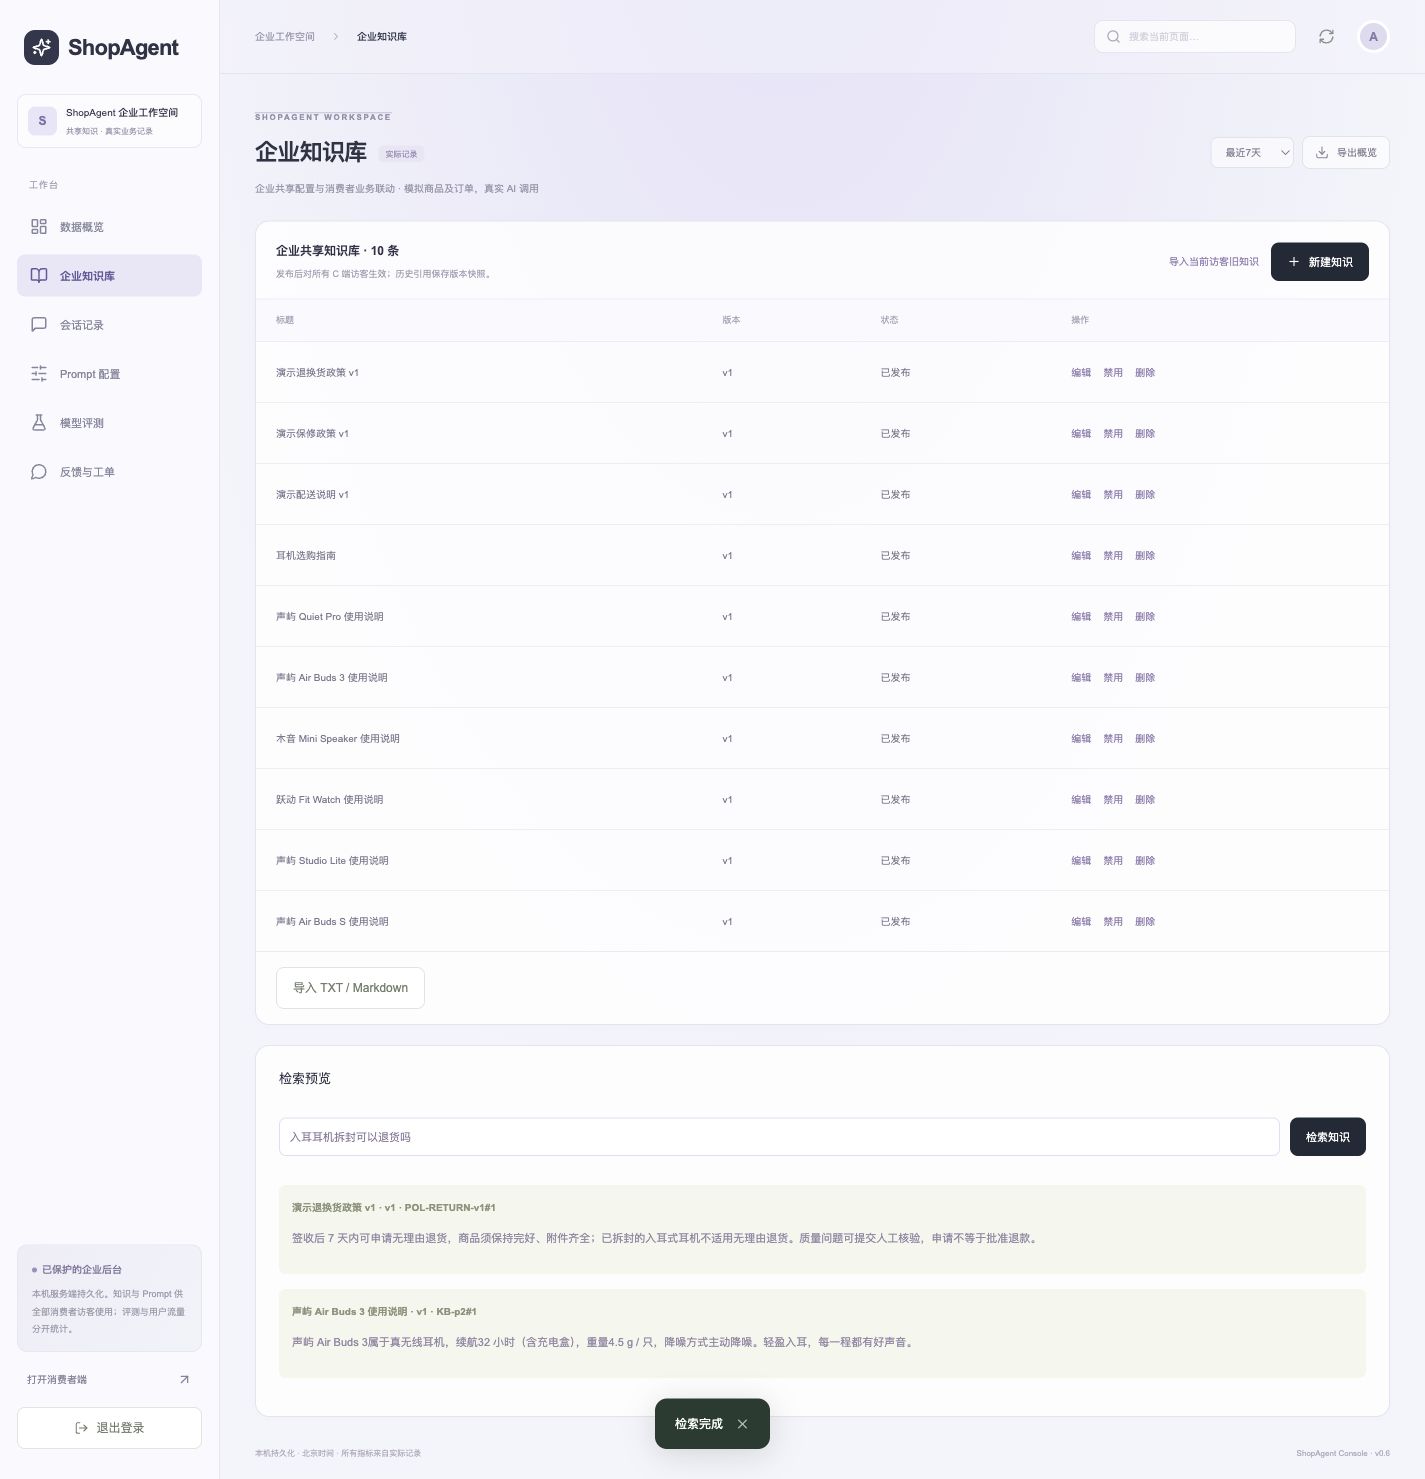 ShopAgent
S
ShopAgent 企业工作空间
共享知识 · 真实业务记录
工作台
数据概览
企业知识库
会话记录
Prompt 配置
模型评测
反馈与工单
已保护的企业后台
本机服务端持久化。知识与 Prompt 供
全部消费者访客使用；评测与用户流量
分开统计。
打开消费者端
退出登录
企业工作空间 > 企业知识库
搜索当前页面...
A
SHOPAGENT WORKSPACE
企业知识库 实际记录
最近7天 导出概览
企业共享配置与消费者业务联动 · 模拟商品及订单，真实 AI 调用
企业共享知识库 · 10 条
发布后对所有 C 端访客生效；历史引用保存版本快照。
导入当前访客旧知识 + 新建知识
标题 版本 状态 操作
演示退换货政策 v1 v1 已发布 编辑 禁用 删除
演示保修政策 v1 v1 已发布 编辑 禁用 删除
演示配送说明 v1 v1 已发布 编辑 禁用 删除
耳机选购指南 v1 已发布 编辑 禁用 删除
声屿 Quiet Pro 使用说明 v1 已发布 编辑 禁用 删除
声屿 Air Buds 3 使用说明 v1 已发布 编辑 禁用 删除
木音 Mini Speaker 使用说明 v1 已发布 编辑 禁用 删除
跃动 Fit Watch 使用说明 v1 已发布 编辑 禁用 删除
声屿 Studio Lite 使用说明 v1 已发布 编辑 禁用 删除
声屿 Air Buds S 使用说明 v1 已发布 编辑 禁用 删除
导入 TXT / Markdown
检索预览
入耳耳机拆封可以退货吗 检索知识
演示退换货政策 v1 · v1 · POL-RETURN-v1#1
签收后 7 天内可申请无理由退货，商品须保持完好、附件齐全；已拆封的入耳式耳机不适用无理由退货。质量问题可提交人工核验，申请不等于批准退款。
声屿 Air Buds 3 使用说明 · v1 · KB-p2#1
声屿 Air Buds 3属于真无线耳机，续航32 小时（含充电盒），重量4.5 g / 只，降噪方式主动降噪。轻盈入耳，每一程都有好声音。
检索完成 ×
本机持久化 · 北京时间 · 所有指标来自实际记录
ShopAgent Console · v0.6